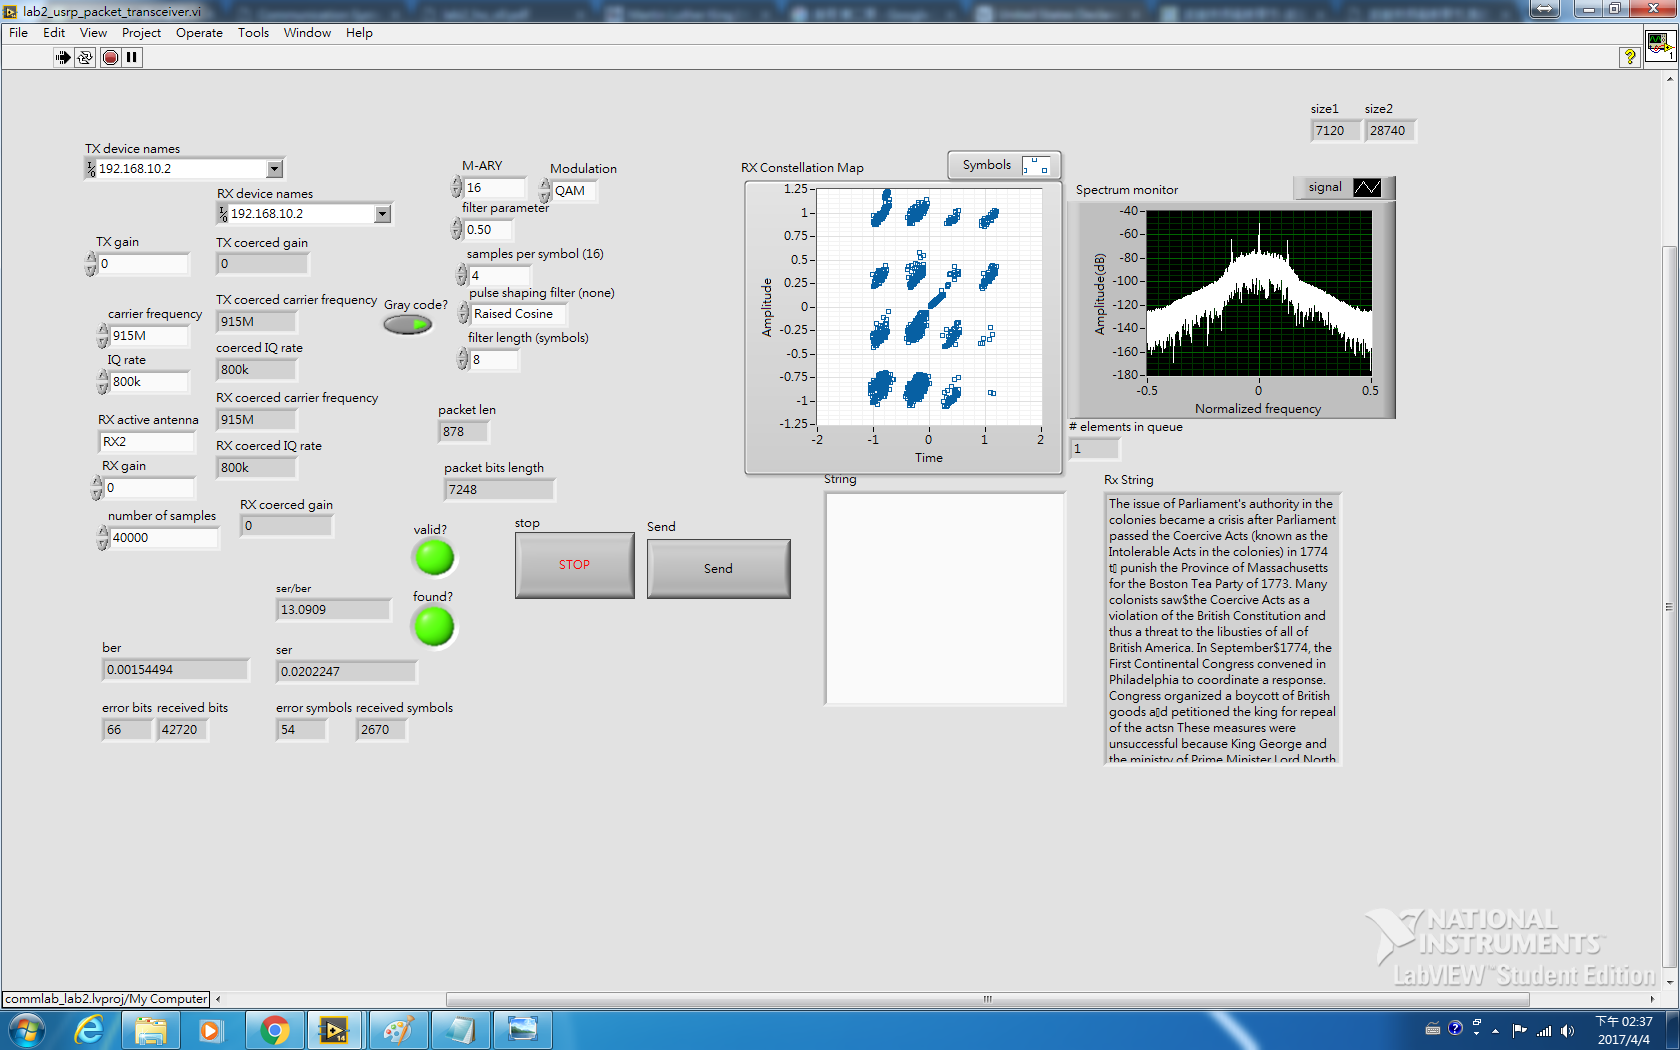 lab2_usrp_packet_transceiver.vi
File Edit View Project Operate Tools Window Help
size1 size2
7120 28740
TX device names
192.168.10.2
RX device names
192.168.10.2
TX gain
0
TX coerced gain
0
carrier frequency
915M
TX coerced carrier frequency
915M
IQ rate
800k
coerced IQ rate
800k
RX coerced carrier frequency
915M
RX active antenna
RX2
RX coerced IQ rate
800k
RX gain
0
RX coerced gain
0
number of samples
40000
M-ARY
16
Modulation
QAM
filter parameter
0.50
samples per symbol (16)
4
Gray code?
pulse shaping filter (none)
Raised Cosine
filter length (symbols)
8
packet len
878
packet bits length
7248
valid?
found?
stop
STOP
Send
Send
ser/ber
13.0909
ber
0.00154494
ser
0.0202247
error bits received bits
66 42720
error symbols received symbols
54 2670
RX Constellation Map
Symbols
1.25
1
0.75
0.5
0.25
0
-0.25
-0.5
-0.75
-1
-1.25
Amplitude
-2 -1 0 1 2
Time
Spectrum monitor
signal
-40
-60
-80
-100
-120
-140
-160
-180
Amplitude(dB)
-0.5 0 0.5
Normalized frequency
# elements in queue
1
String
Rx String
The issue of Parliament's authority in the
colonies became a crisis after Parliament
passed the Coercive Acts (known as the
Intolerable Acts in the colonies) in 1774
t▯ punish the Province of Massachusetts
for the Boston Tea Party of 1773. Many
colonists saw$the Coercive Acts as a
violation of the British Constitution and
thus a threat to the libusties of all of
British America. In September$1774, the
First Continental Congress convened in
Philadelphia to coordinate a response.
Congress organized a boycott of British
goods a▯d petitioned the king for repeal
of the actsn These measures were
unsuccessful because King George and
the ministry of Prime Minister Lord North
NATIONAL
INSTRUMENTS™
LabVIEW™ Student Edition
commlab_lab2.lvproj/My Computer
下午 02:37
2017/4/4